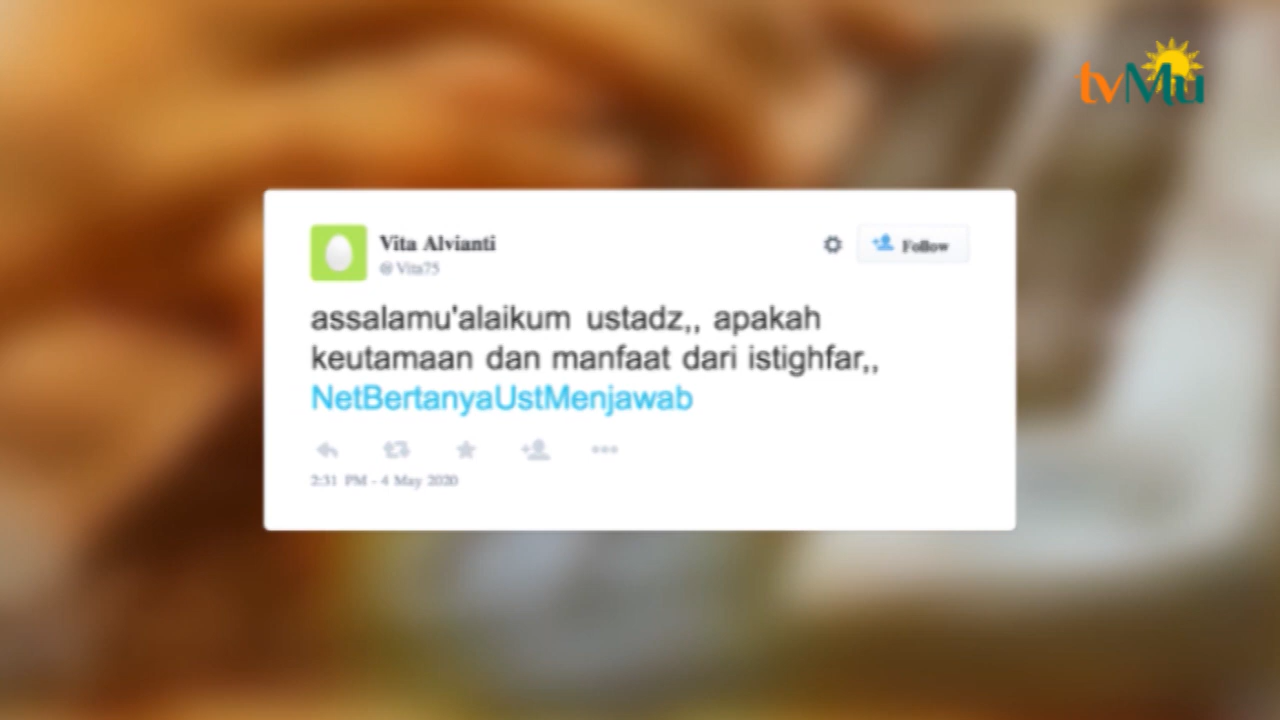 tvMu
Vita Alvianti
@Vita75
Follow
assalamu'alaikum ustadz,, apakah
keutamaan dan manfaat dari istighfar,,
NetBertanyaUstMenjawab
2:31 PM - 4 May 2020